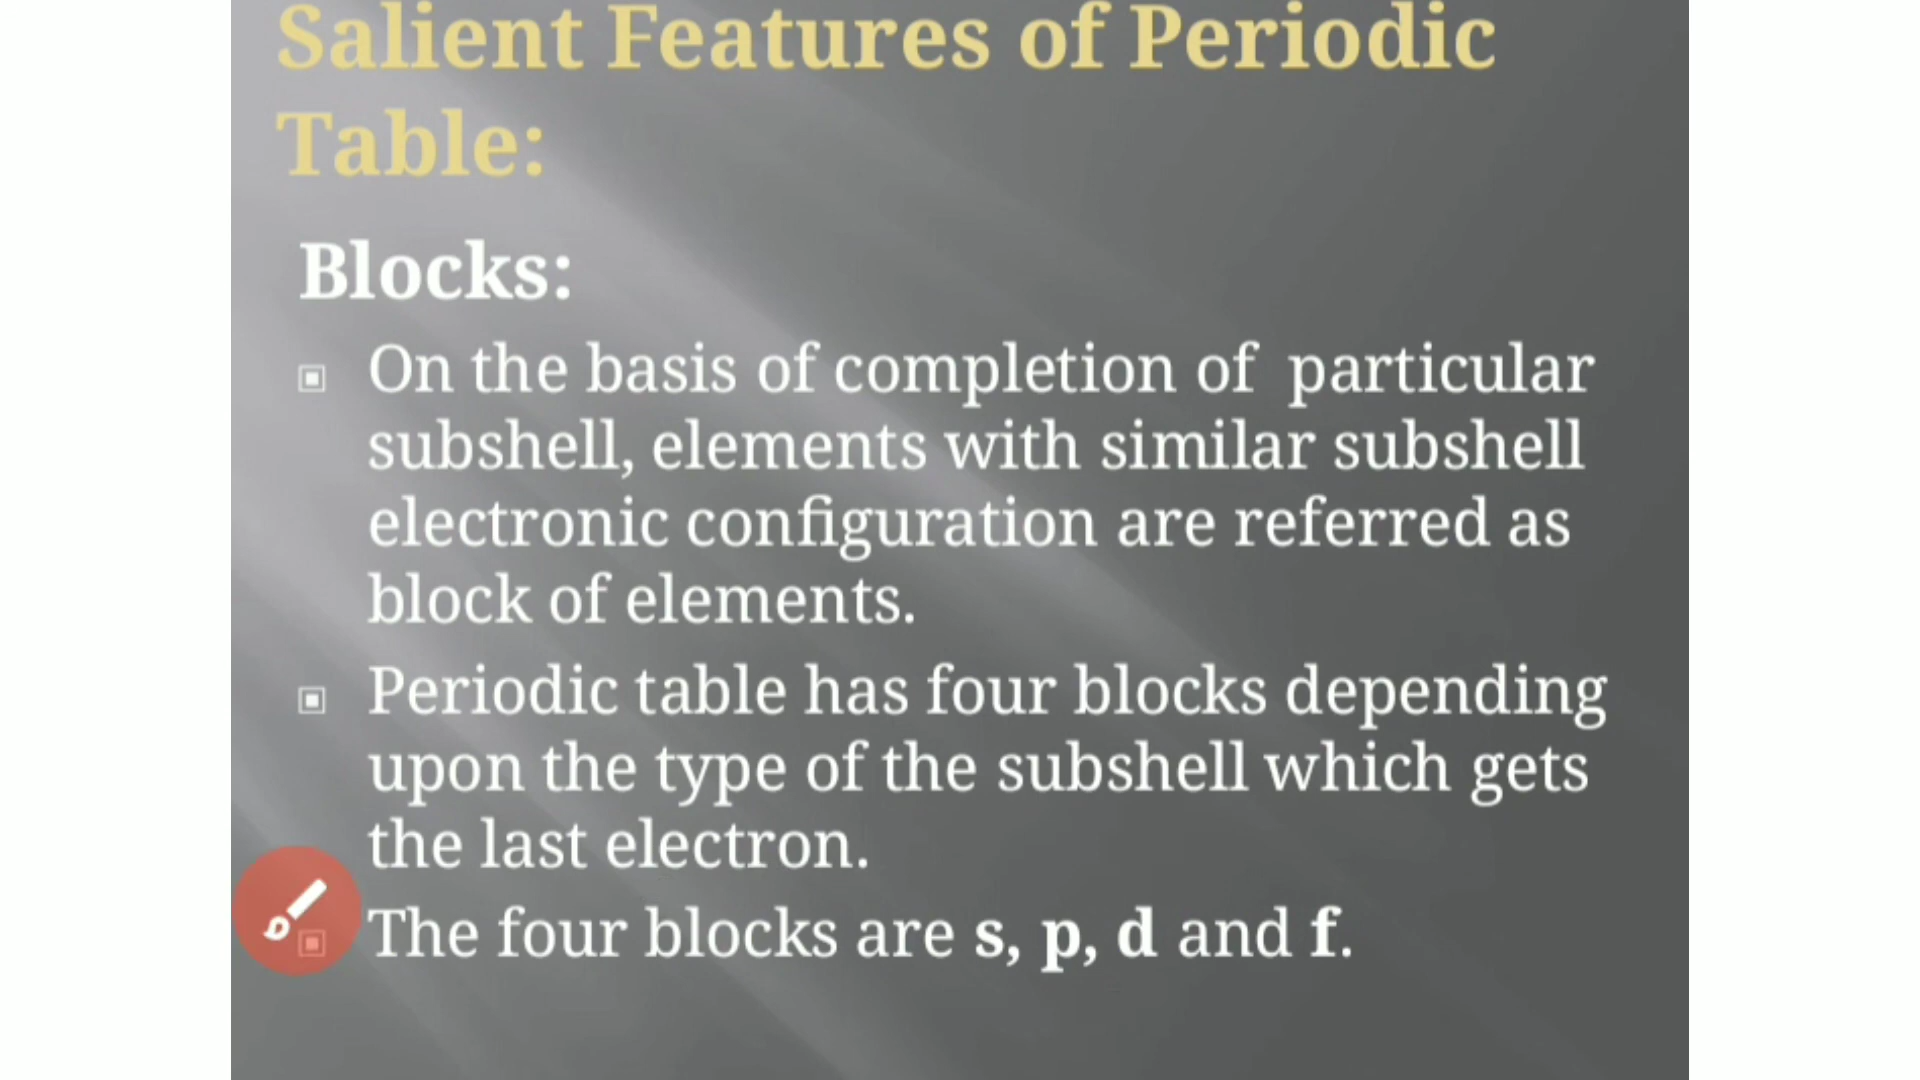 Salient Features of Periodic
Table:
Blocks:
On the basis of completion of particular
subshell, elements with similar subshell
electronic configuration are referred as
block of elements.
Periodic table has four blocks depending
upon the type of the subshell which gets
the last electron.
The four blocks are s, p, d and f.